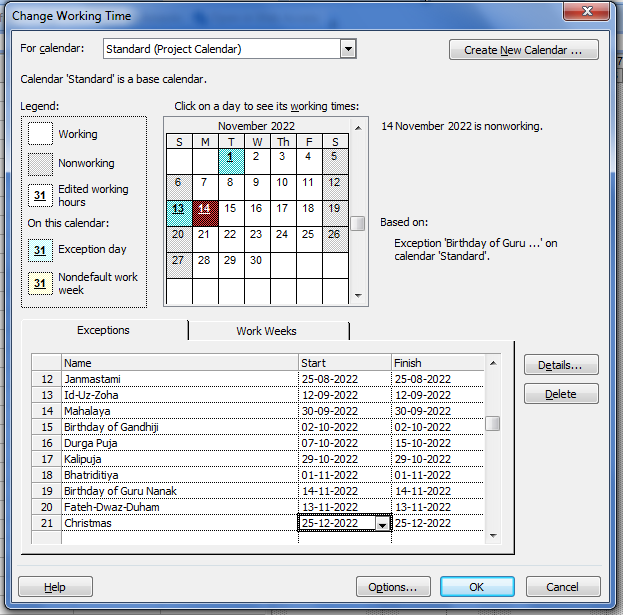 Change Working Time
For calendar: Standard (Project Calendar) Create New Calendar ...
Calendar 'Standard' is a base calendar.
Legend:
Working
Nonworking
31 Edited working
hours
On this calendar:
31 Exception day
31 Nondefault work
week
Click on a day to see its working times:
November 2022
S M T W Th F S
1 2 3 4 5
6 7 8 9 10 11 12
13 14 15 16 17 18 19
20 21 22 23 24 25 26
27 28 29 30
14 November 2022 is nonworking.
Based on:
Exception 'Birthday of Guru ...' on
calendar 'Standard'.
Exceptions Work Weeks
Name Start Finish
12 Janmastami 25-08-2022 25-08-2022
13 Id-Uz-Zoha 12-09-2022 12-09-2022
14 Mahalaya 30-09-2022 30-09-2022
15 Birthday of Gandhiji 02-10-2022 02-10-2022
16 Durga Puja 07-10-2022 15-10-2022
17 Kalipuja 29-10-2022 29-10-2022
18 Bhatriditiya 01-11-2022 01-11-2022
19 Birthday of Guru Nanak 14-11-2022 14-11-2022
20 Fateh-Dwaz-Duham 13-11-2022 13-11-2022
21 Christmas 25-12-2022 25-12-2022
Details...
Delete
Help Options... OK Cancel